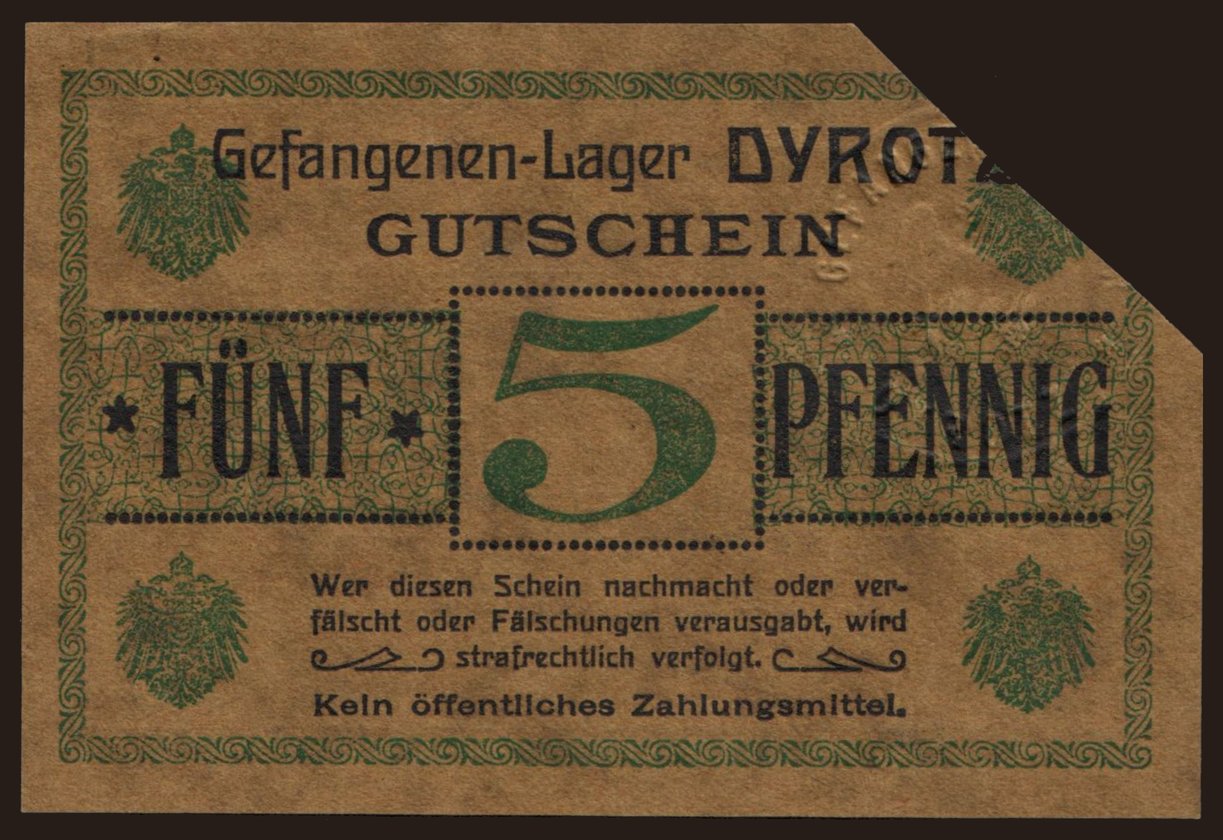 Gefangenen-Lager DYROTZ
GUTSCHEIN
★ FÜNF ★ 5 PFENNIG
Wer diesen Schein nachmacht oder ver-
fälscht oder Fälschungen verausgabt, wird
strafrechtlich verfolgt.
Kein öffentliches Zahlungsmittel.